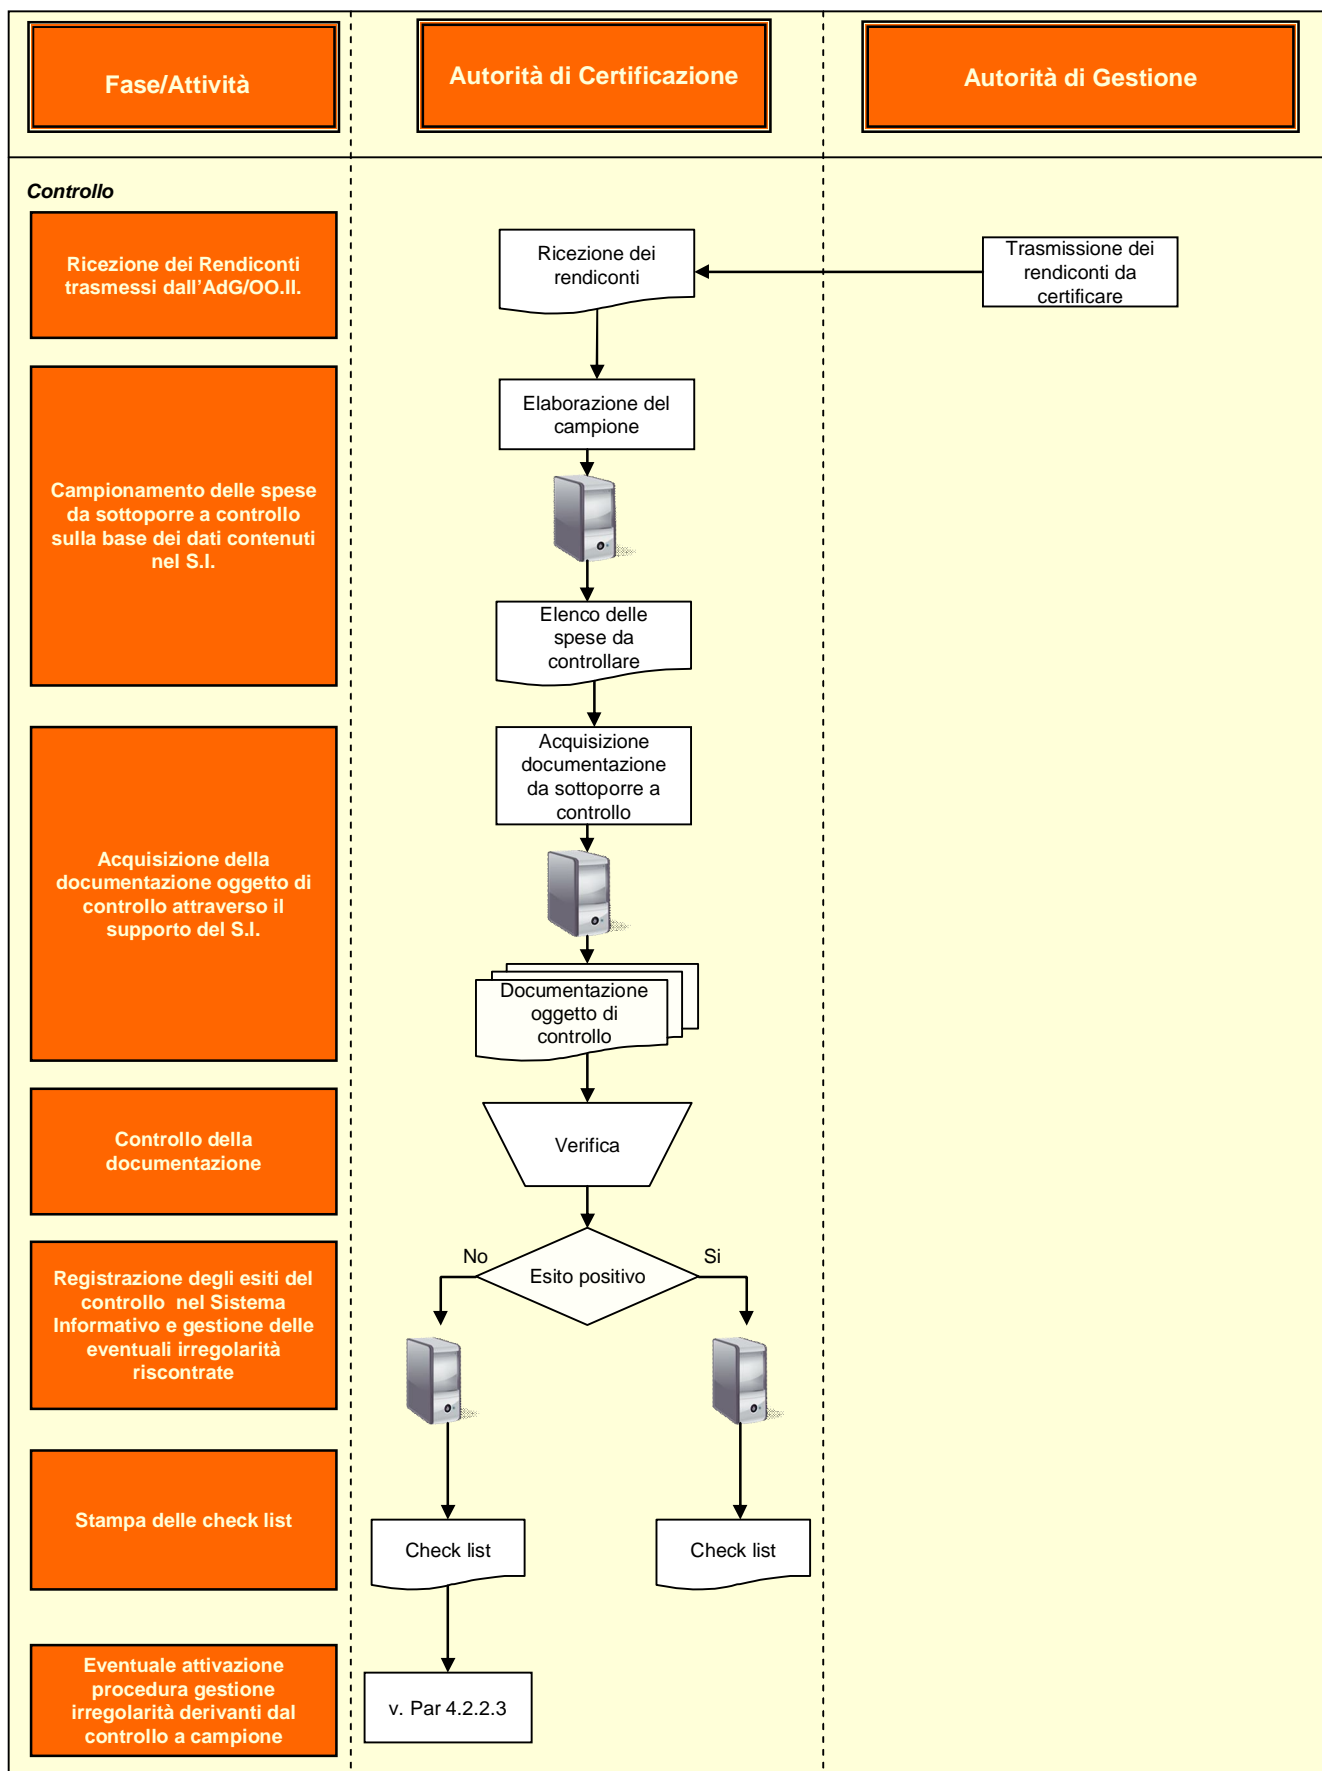 Fase/Attività
Autorità di Certificazione
Autorità di Gestione
Controllo
Ricezione dei Rendiconti
trasmessi dall'AdG/OO.II.
Ricezione dei
rendiconti
Trasmissione dei
rendiconti da
certificare
Campionamento delle spese
da sottoporre a controllo
sulla base dei dati contenuti
nel S.I.
Elaborazione del
campione
Elenco delle
spese da
controllare
Acquisizione della
documentazione oggetto di
controllo attraverso il
supporto del S.I.
Acquisizione
documentazione
da sottoporre a
controllo
Documentazione
oggetto di
controllo
Controllo della
documentazione
Verifica
Registrazione degli esiti del
controllo nel Sistema
Informativo e gestione delle
eventuali irregolarità
riscontrate
No
Esito positivo
Si
Stampa delle check list
Check list
Check list
Eventuale attivazione
procedura gestione
irregolarità derivanti dal
controllo a campione
v. Par 4.2.2.3